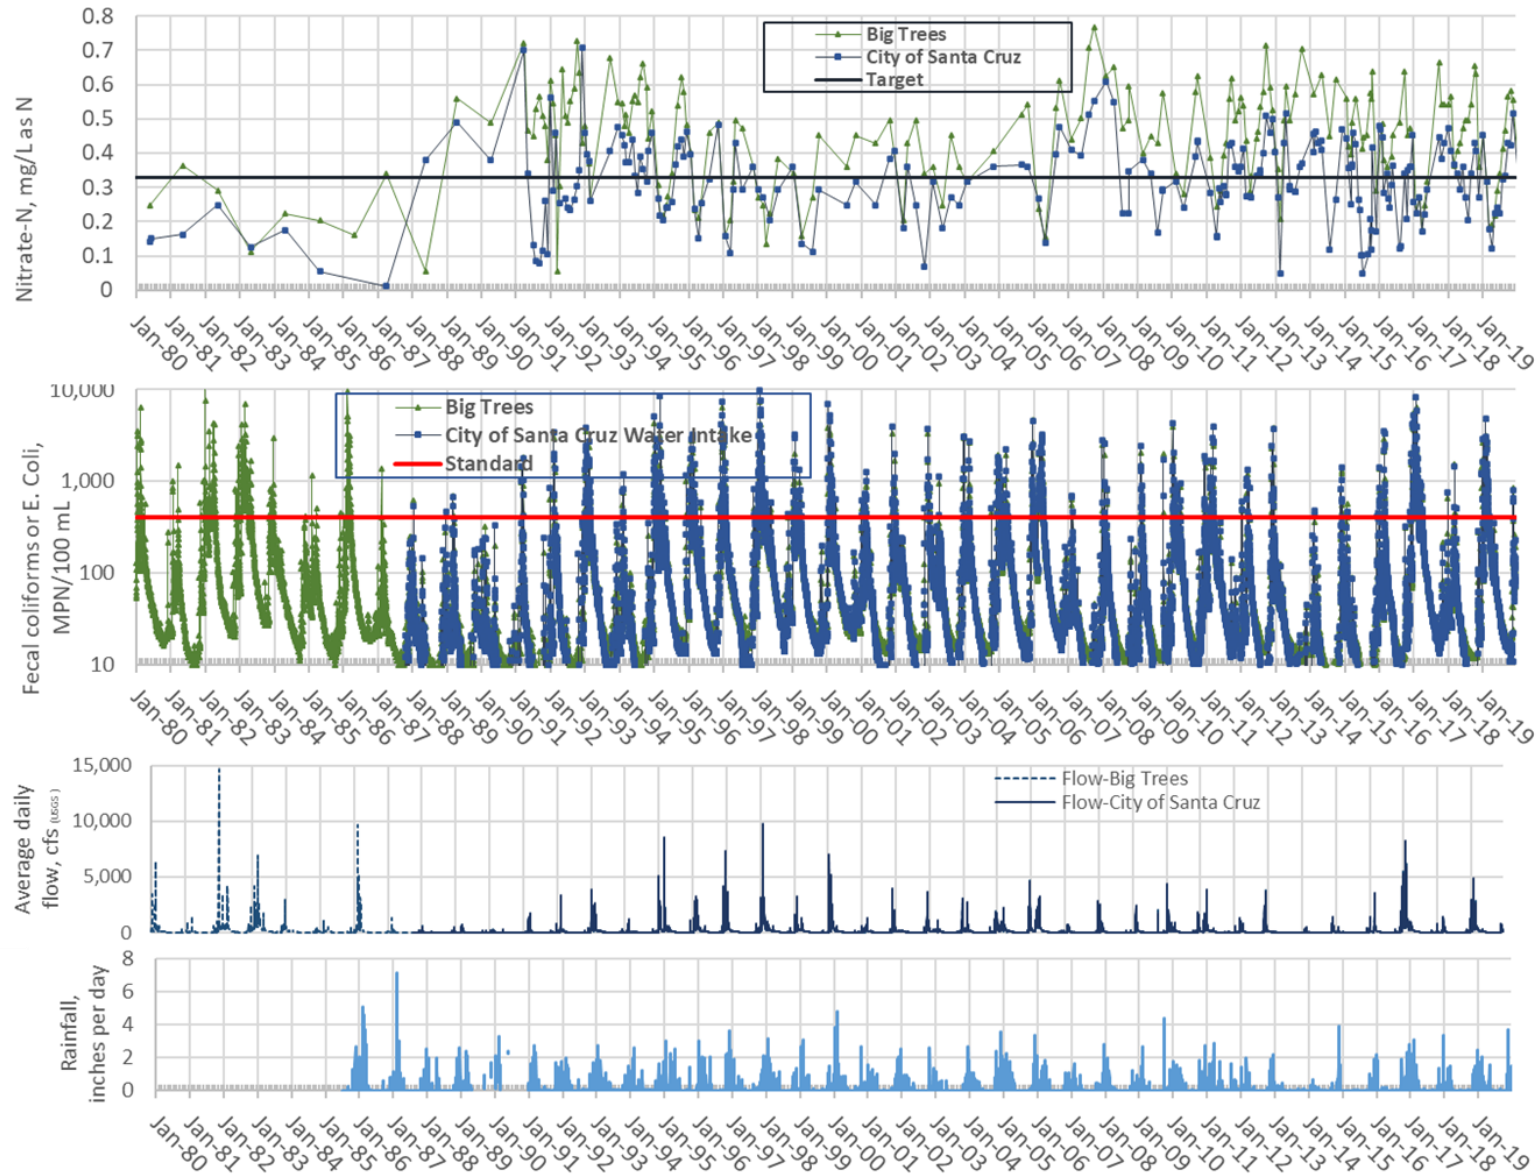 0.8
0.7
0.6
0.5
0.4
0.3
0.2
0.1
0
Nitrate-N, mg/L as N
Big Trees
City of Santa Cruz
Target
Jan-80
Jan-81
Jan-82
Jan-83
Jan-84
Jan-85
Jan-86
Jan-87
Jan-88
Jan-89
Jan-90
Jan-91
Jan-92
Jan-93
Jan-94
Jan-95
Jan-96
Jan-97
Jan-98
Jan-99
Jan-00
Jan-01
Jan-02
Jan-03
Jan-04
Jan-05
Jan-06
Jan-07
Jan-08
Jan-09
Jan-10
Jan-11
Jan-12
Jan-13
Jan-14
Jan-15
Jan-16
Jan-17
Jan-18
Jan-19
10,000
1,000
100
10
Fecal coliforms or E. Coli,
MPN/100 mL
Big Trees
City of Santa Cruz Water Intake
Standard
Jan-80
Jan-81
Jan-82
Jan-83
Jan-84
Jan-85
Jan-86
Jan-87
Jan-88
Jan-89
Jan-90
Jan-91
Jan-92
Jan-93
Jan-94
Jan-95
Jan-96
Jan-97
Jan-98
Jan-99
Jan-00
Jan-01
Jan-02
Jan-03
Jan-04
Jan-05
Jan-06
Jan-07
Jan-08
Jan-09
Jan-10
Jan-11
Jan-12
Jan-13
Jan-14
Jan-15
Jan-16
Jan-17
Jan-18
Jan-19
15,000
10,000
5,000
0
Average daily
flow, cfs (USGS)
Flow-Big Trees
Flow-City of Santa Cruz
8
6
4
2
0
Rainfall,
inches per day
Jan-80
Jan-81
Jan-82
Jan-83
Jan-84
Jan-85
Jan-86
Jan-87
Jan-88
Jan-89
Jan-90
Jan-91
Jan-92
Jan-93
Jan-94
Jan-95
Jan-96
Jan-97
Jan-98
Jan-99
Jan-00
Jan-01
Jan-02
Jan-03
Jan-04
Jan-05
Jan-06
Jan-07
Jan-08
Jan-09
Jan-10
Jan-11
Jan-12
Jan-13
Jan-14
Jan-15
Jan-16
Jan-17
Jan-18
Jan-19